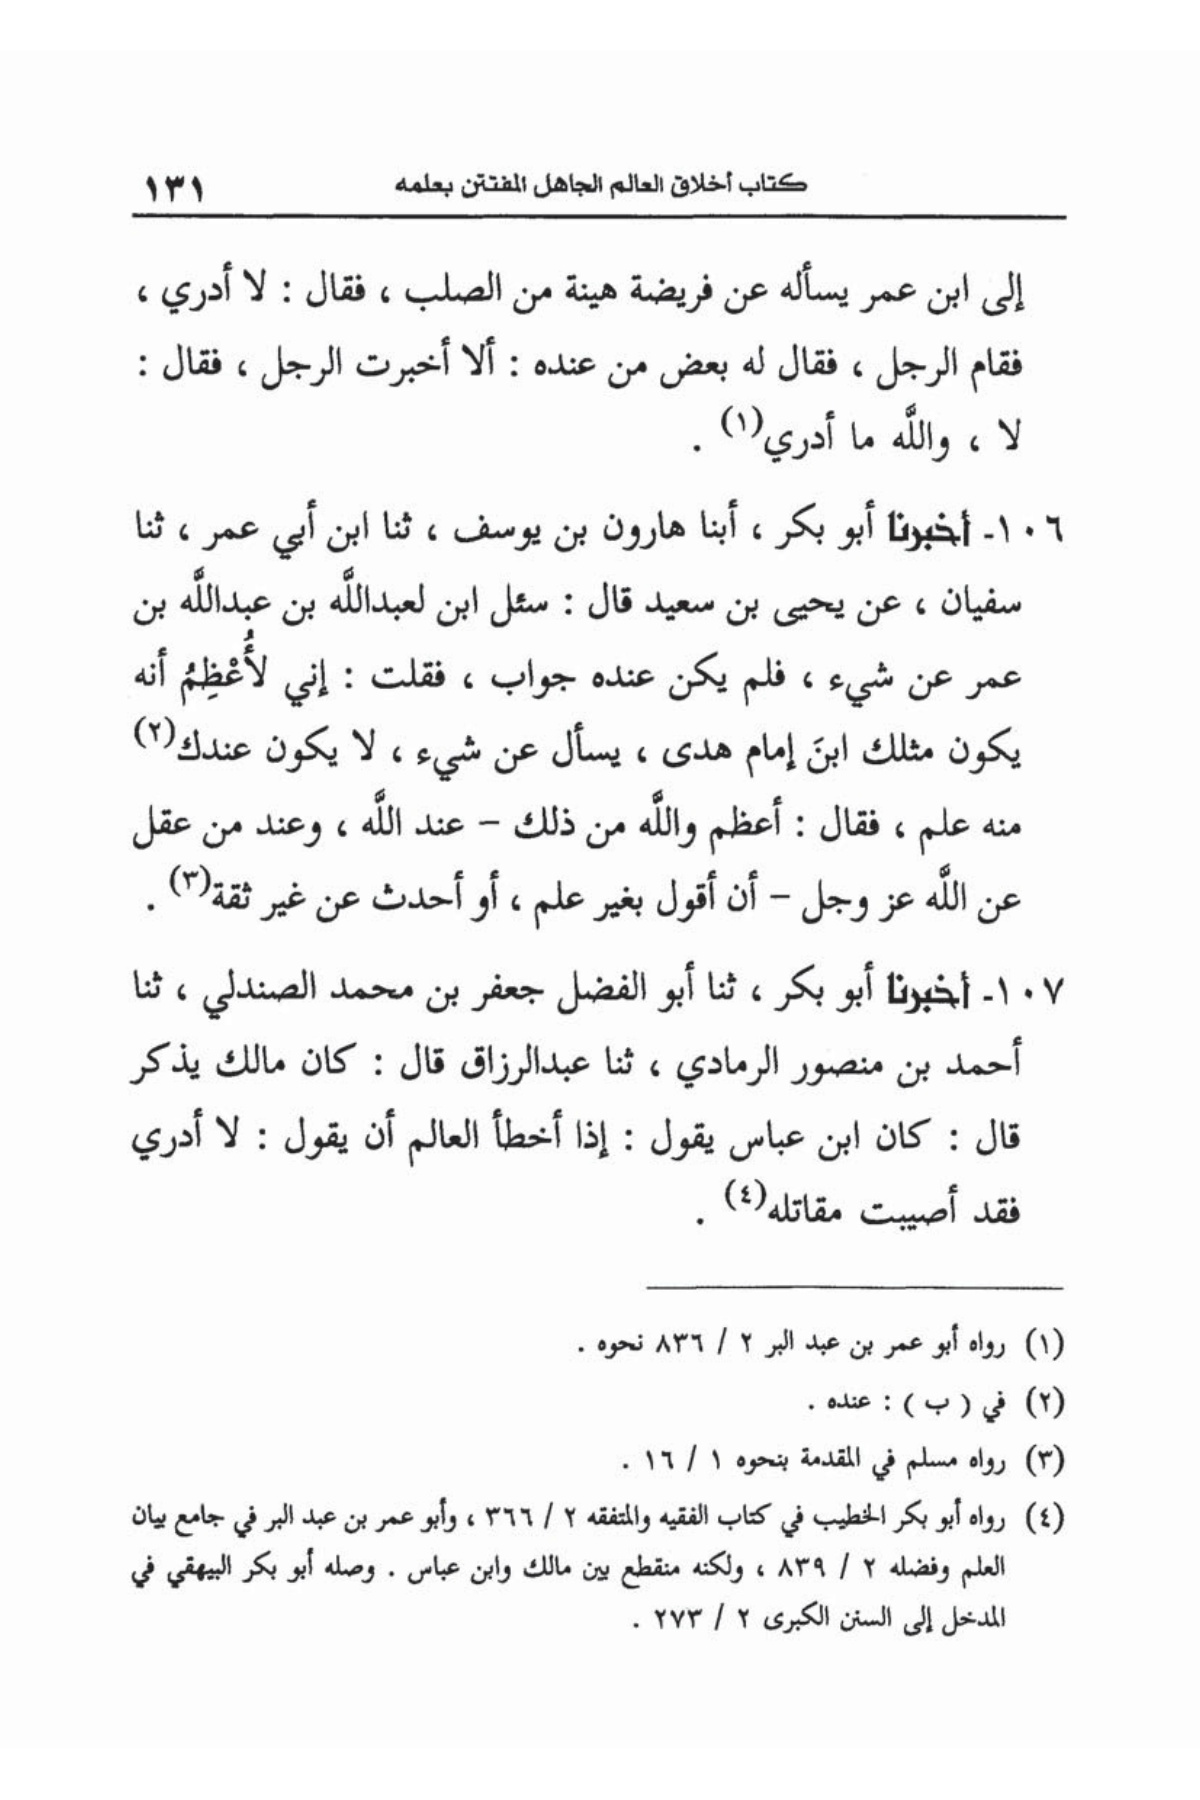 كتاب أخلاق العالم الجاهل المفتتن بعلمه ١٣١
إلى ابن عمر يسأله عن فريضة هينة من الصلب ، فقال : لا أدري ،
فقام الرجل ، فقال له بعض من عنده : ألا أخبرت الرجل ، فقال :
لا ، واللَّه ما أدري(١) .
١٠٦ـ أخبرنا أبو بكر ، أبنا هارون بن يوسف ، ثنا ابن أبي عمر ، ثنا
سفيان ، عن يحيى بن سعيد قال : سئل ابن لعبداللَّه بن عبداللَّه بن
عمر عن شيء ، فلم يكن عنده جواب ، فقلت : إني لأُعْظِمُ أنه
يكون مثلك ابنَ إمام هدى ، يسأل عن شيء ، لا يكون عندك(٢)
منه علم ، فقال : أعظم واللَّه من ذلك – عند اللَّه ، وعند من عقل
عن اللَّه عز وجل – أن أقول بغير علم ، أو أحدث عن غير ثقة(٣) .
١٠٧ـ أخبرنا أبو بكر ، ثنا أبو الفضل جعفر بن محمد الصندلي ، ثنا
أحمد بن منصور الرمادي ، ثنا عبدالرزاق قال : كان مالك يذكر
قال : كان ابن عباس يقول : إذا أخطأ العالم أن يقول : لا أدري
فقد أصيبت مقاتله(٤) .
(١) رواه أبو عمر بن عبد البر ٢ / ٨٣٦ نحوه .
(٢) في ( ب ) : عنده .
(٣) رواه مسلم في المقدمة بنحوه ١ / ١٦ .
(٤) رواه أبو بكر الخطيب في كتاب الفقيه والمتفقه ٢ / ٣٦٦ ، وأبو عمر بن عبد البر في جامع بيان
العلم وفضله ٢ / ٨٣٩ ، ولكنه منقطع بين مالك وابن عباس . وصله أبو بكر البيهقي في
المدخل إلى السنن الكبرى ٢ / ٢٧٣ .